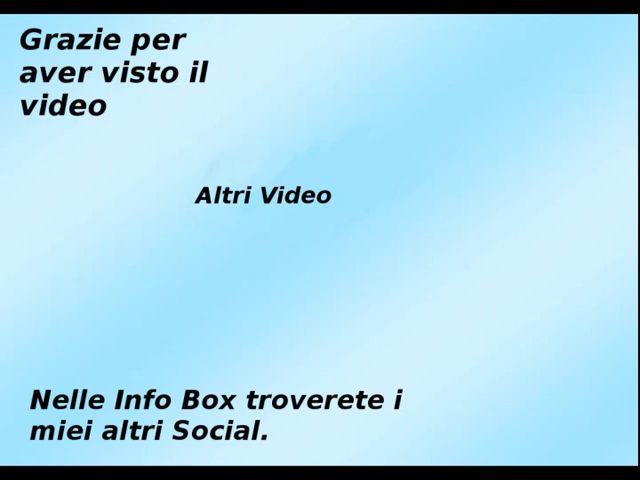 Grazie per
aver visto il
video
Altri Video
Nelle Info Box troverete i
miei altri Social.